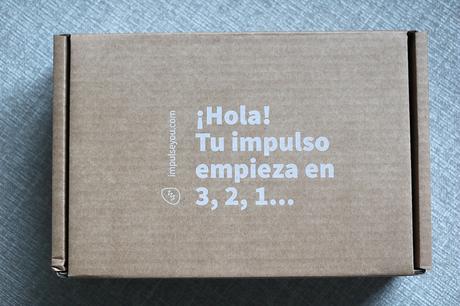 ¡Hola!
Tu impulso
empieza en
3, 2, 1...
impulseyou.com